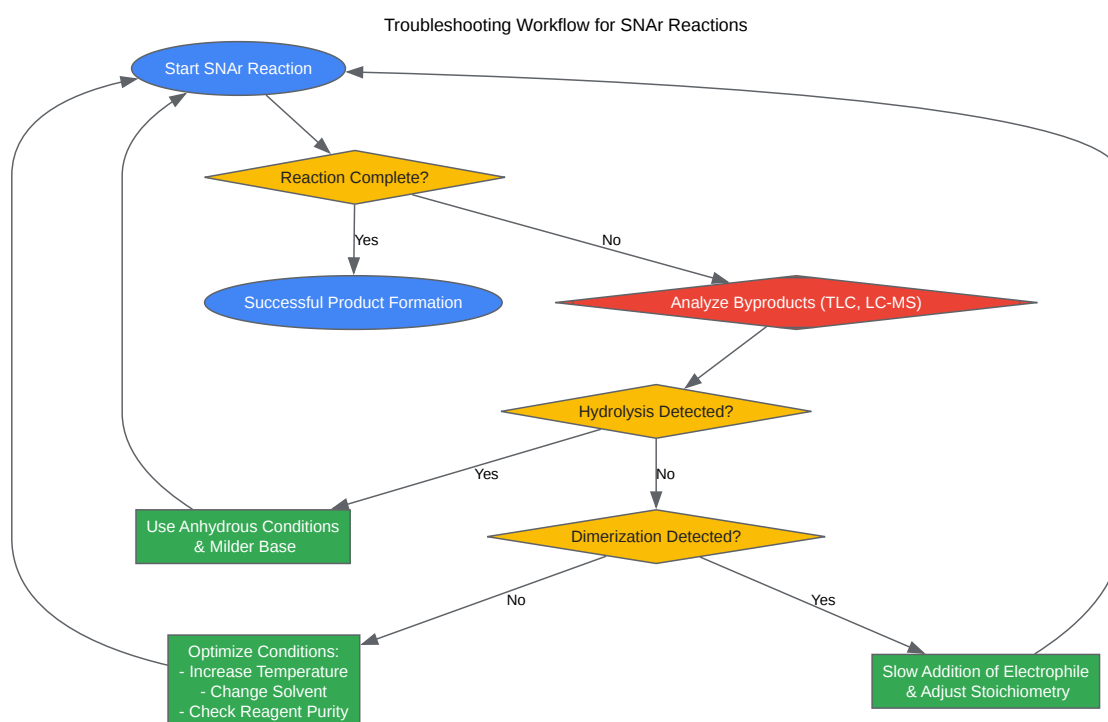 Troubleshooting Workflow for SNAr Reactions
Start SNAr Reaction
Reaction Complete?
Yes
No
Successful Product Formation
Analyze Byproducts (TLC, LC-MS)
Hydrolysis Detected?
Yes
No
Use Anhydrous Conditions
& Milder Base
Dimerization Detected?
No
Yes
Optimize Conditions:
- Increase Temperature
- Change Solvent
- Check Reagent Purity
Slow Addition of Electrophile
& Adjust Stoichiometry